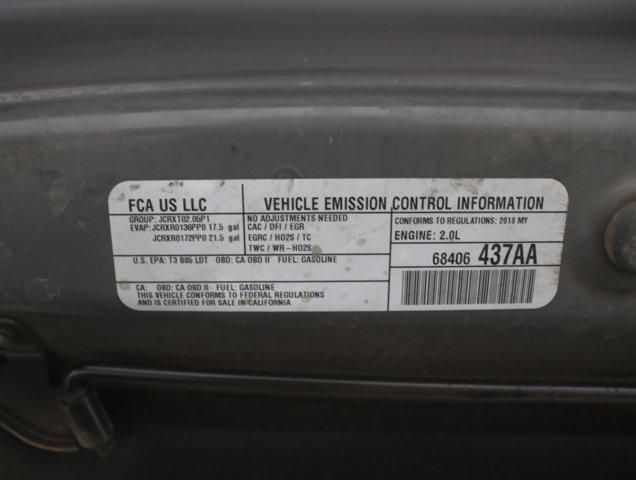 FCA US LLC
VEHICLE EMISSION CONTROL INFORMATION
GROUP: JCRXT02.05P1
EVAP: JCRXR0136PP0 17.5 gal
JCRXR0172PP0 21.5 gal
NO ADJUSTMENTS NEEDED
CAC / DFI / EGR
EGRC / HO2S / TC
TWC / WR-HO2S
CONFORMS TO REGULATIONS: 2018 MY
ENGINE: 2.0L
68406 437AA
U.S. EPA: T3 B85 LDT OBD: CA OBD II FUEL: GASOLINE
CA: OBD: CA OBD II FUEL: GASOLINE
THIS VEHICLE CONFORMS TO FEDERAL REGULATIONS
AND IS CERTIFIED FOR SALE IN CALIFORNIA